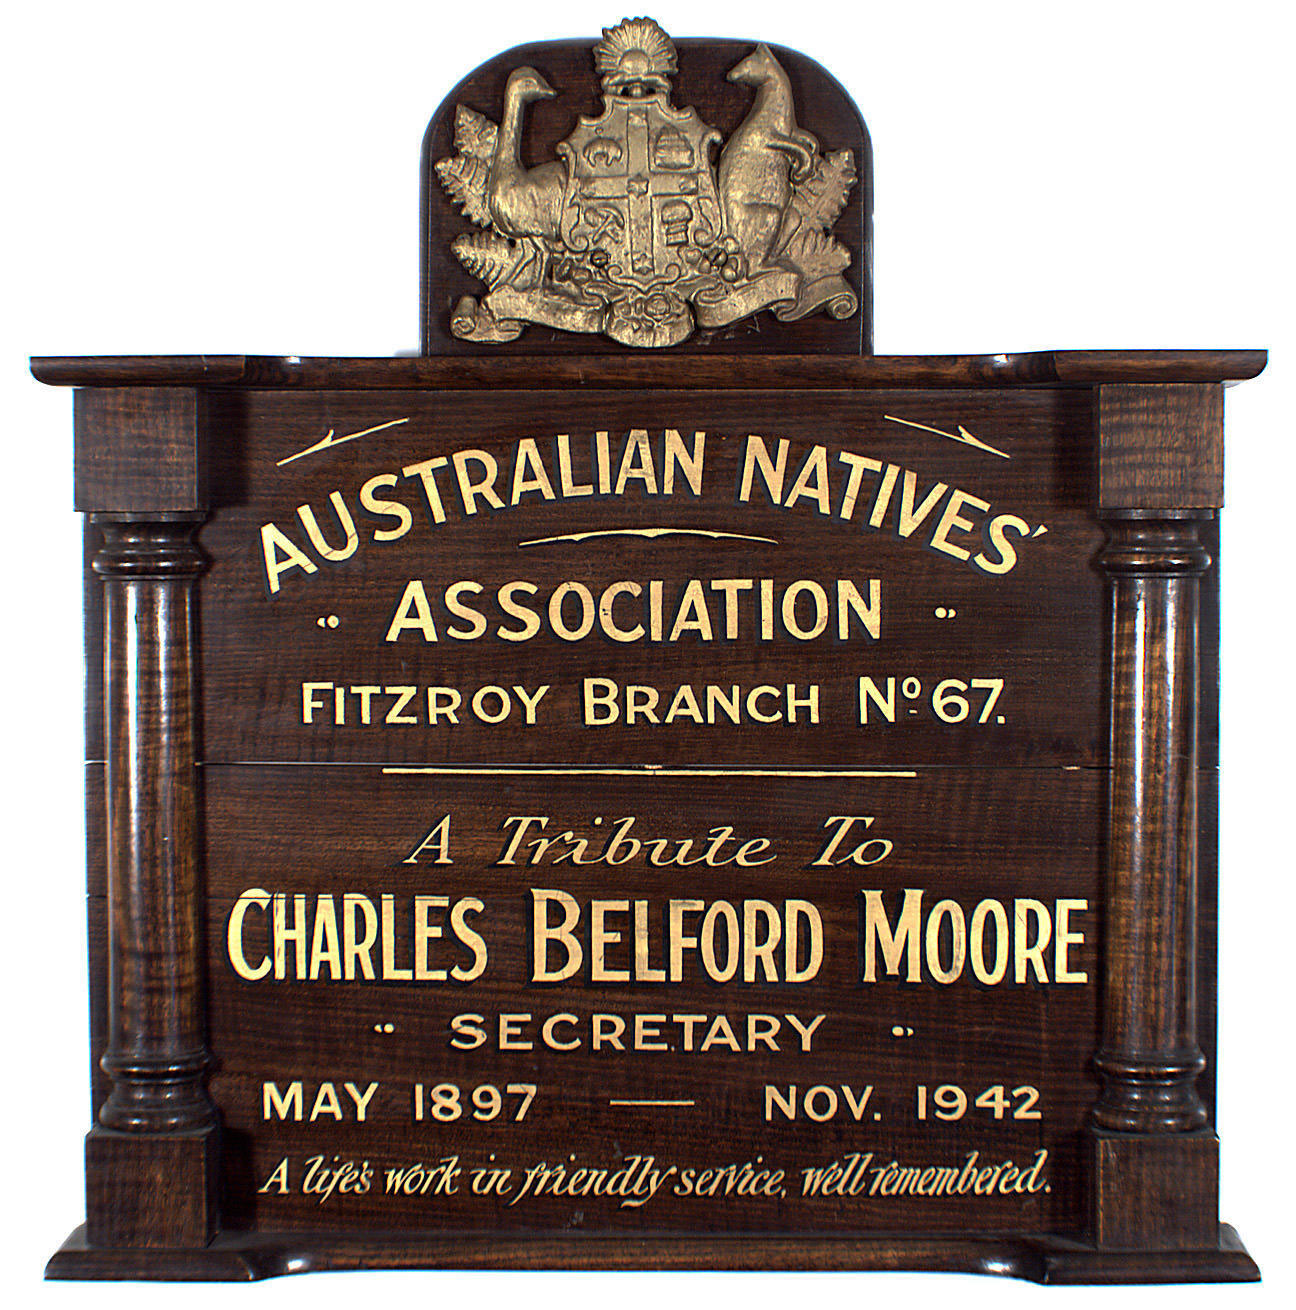 AUSTRALIAN NATIVES'
ASSOCIATION
FITZROY BRANCH Nº 67.
A Tribute To
CHARLES BELFORD MOORE
SECRETARY
MAY 1897 — NOV. 1942
A life's work in friendly service, well remembered.